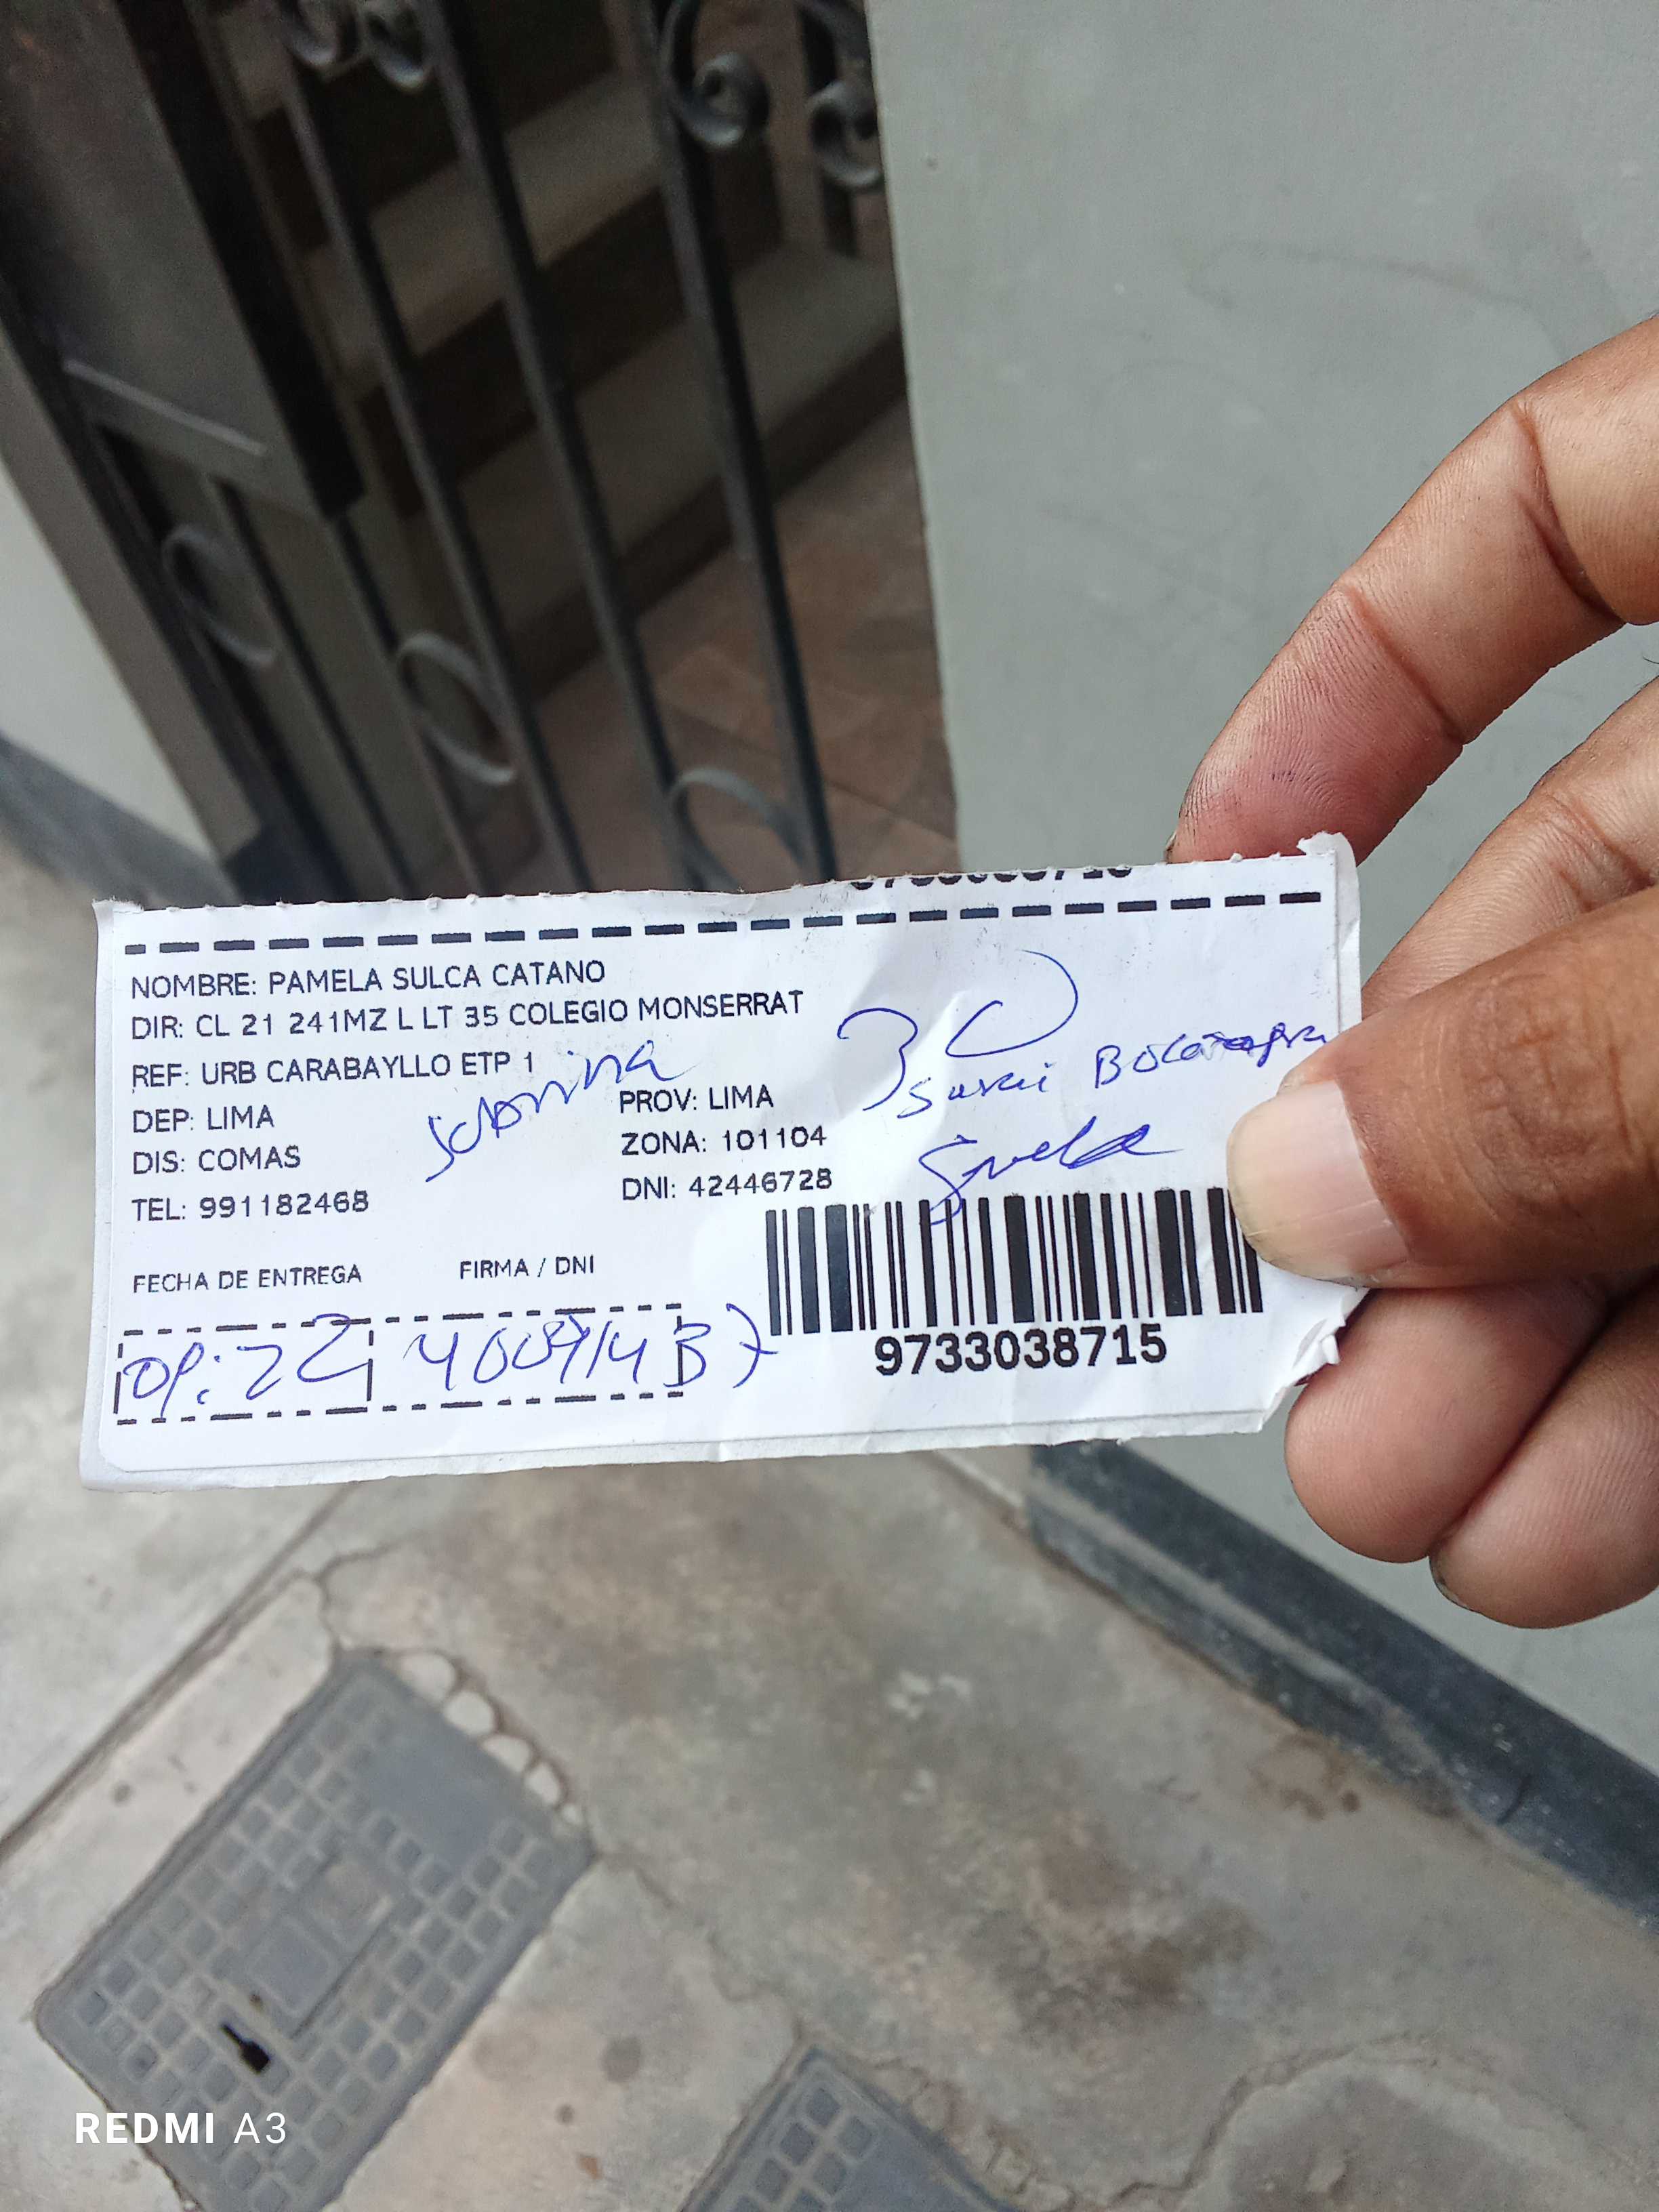 NOMBRE: PAMELA SULCA CATANO
DIR: CL 21 241MZ L LT 35 COLEGIO MONSERRAT
REF: URB CARABAYLLO ETP 1
sobrina
DEP: LIMA
PROV: LIMA
DIS: COMAS
ZONA: 101104
TEL: 991182468
DNI: 42446728
FECHA DE ENTREGA
FIRMA / DNI
9733038715
REDMI A3